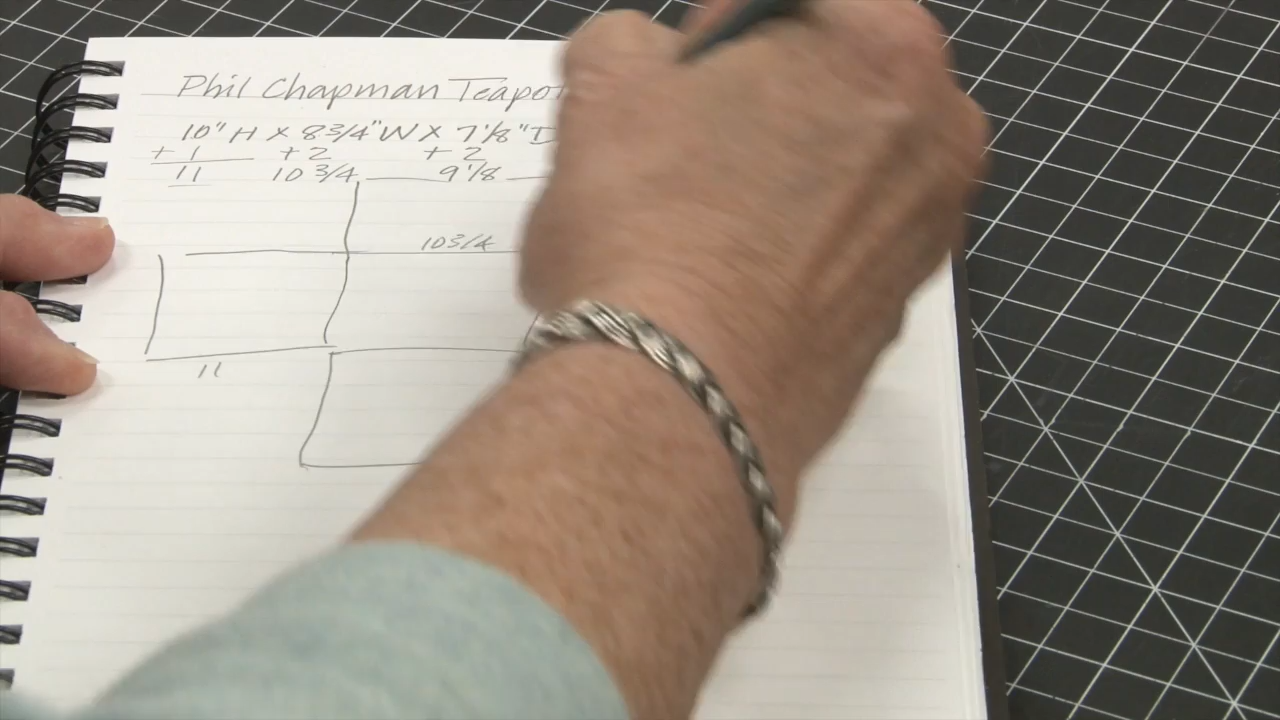 Phil Chapman Teapo
10" H X 8 3/4" W X 7 1/8" D
+ 1 + 2 + 2
11 10 3/4 9 1/8
10 3/4
11